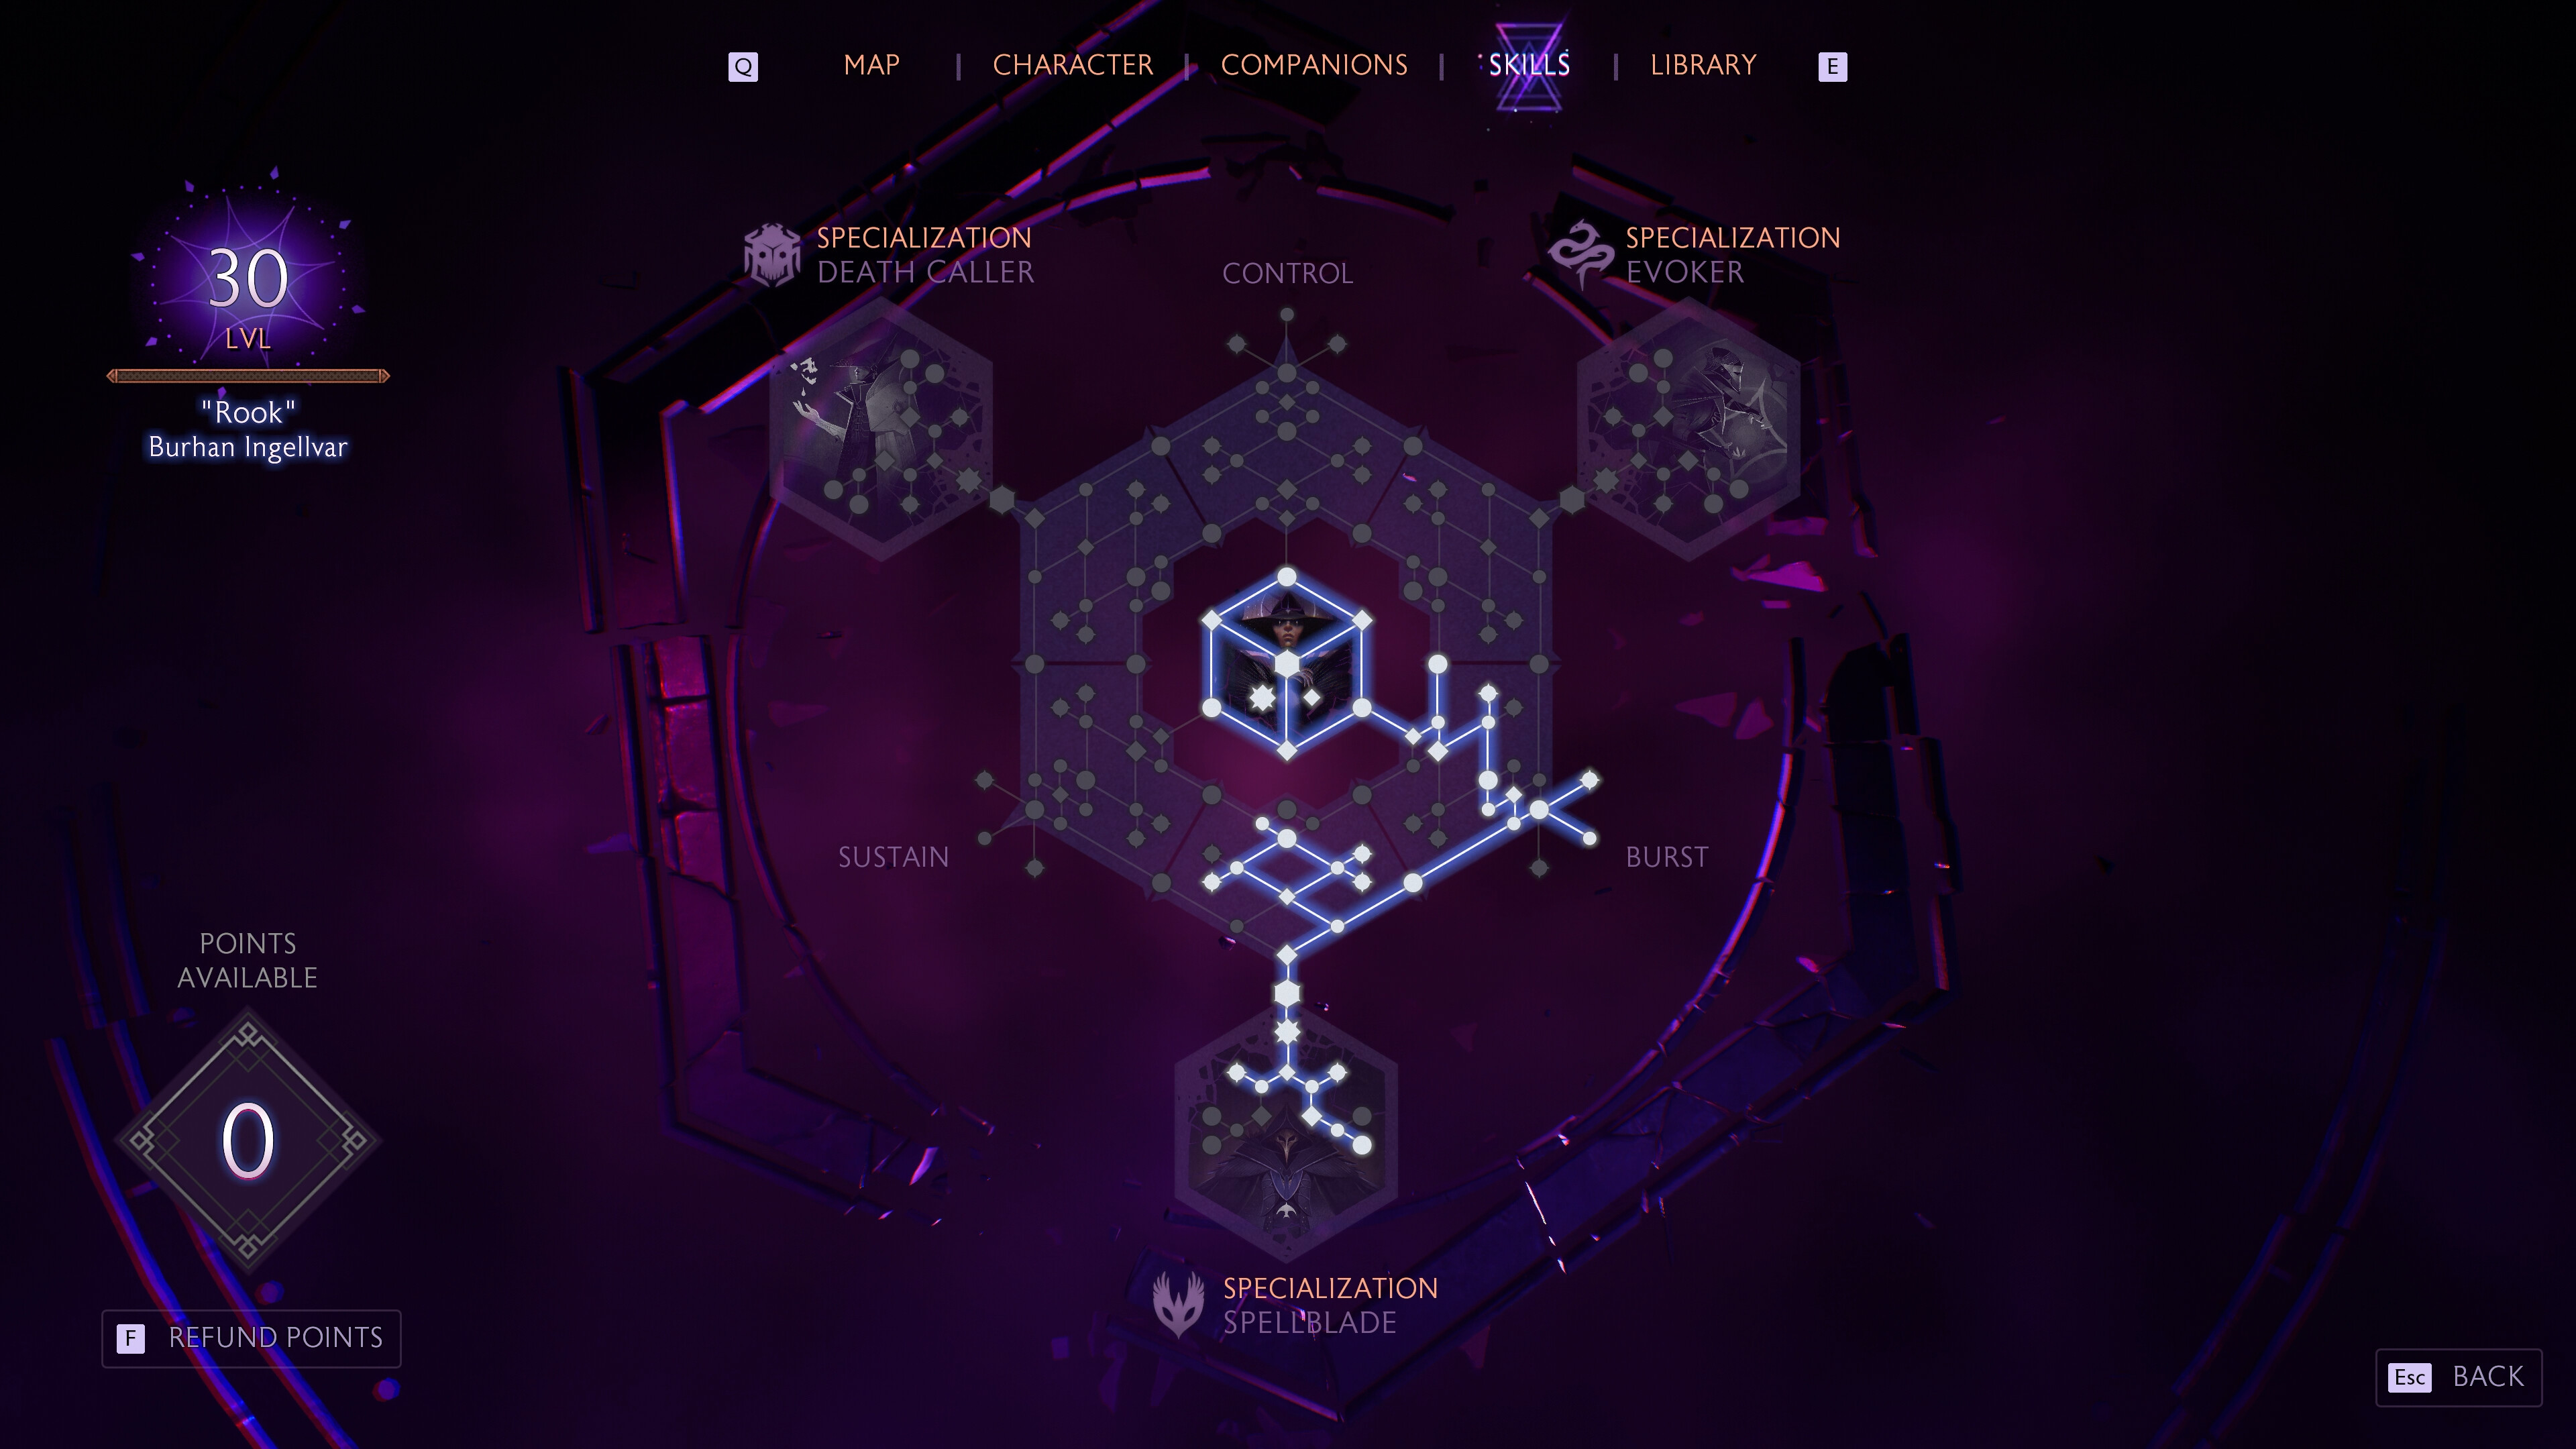 Q MAP CHARACTER COMPANIONS SKILLS LIBRARY E
30
LVL
"Rook"
Burhan Ingellvar
SPECIALIZATION
DEATH CALLER
CONTROL
SPECIALIZATION
EVOKER
SUSTAIN
BURST
POINTS
AVAILABLE
0
F REFUND POINTS
SPECIALIZATION
SPELLBLADE
Esc BACK